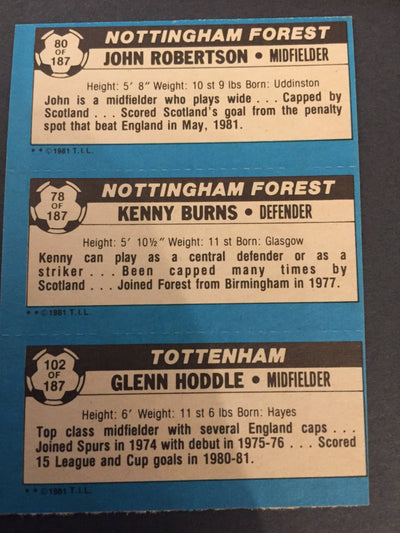 80
OF
187
NOTTINGHAM FOREST
JOHN ROBERTSON • MIDFIELDER
Height: 5' 8" Weight: 10 st 9 lbs Born: Uddinston
John is a midfielder who plays wide . . . Capped by
Scotland . . . Scored Scotland's goal from the penalty
spot that beat England in May, 1981.
* * © 1981 T.I.L.
78
OF
187
NOTTINGHAM FOREST
KENNY BURNS • DEFENDER
Height: 5' 10½" Weight: 11 st Born: Glasgow
Kenny can play as a central defender or as a
striker . . . Been capped many times by
Scotland . . . Joined Forest from Birmingham in 1977.
* * © 1981 T.I.L.
102
OF
187
TOTTENHAM
GLENN HODDLE • MIDFIELDER
Height: 6' Weight: 11 st 6 lbs Born: Hayes
Top class midfielder with several England caps . . .
Joined Spurs in 1974 with debut in 1975-76 . . . Scored
15 League and Cup goals in 1980-81.
* * © 1981 T.I.L.